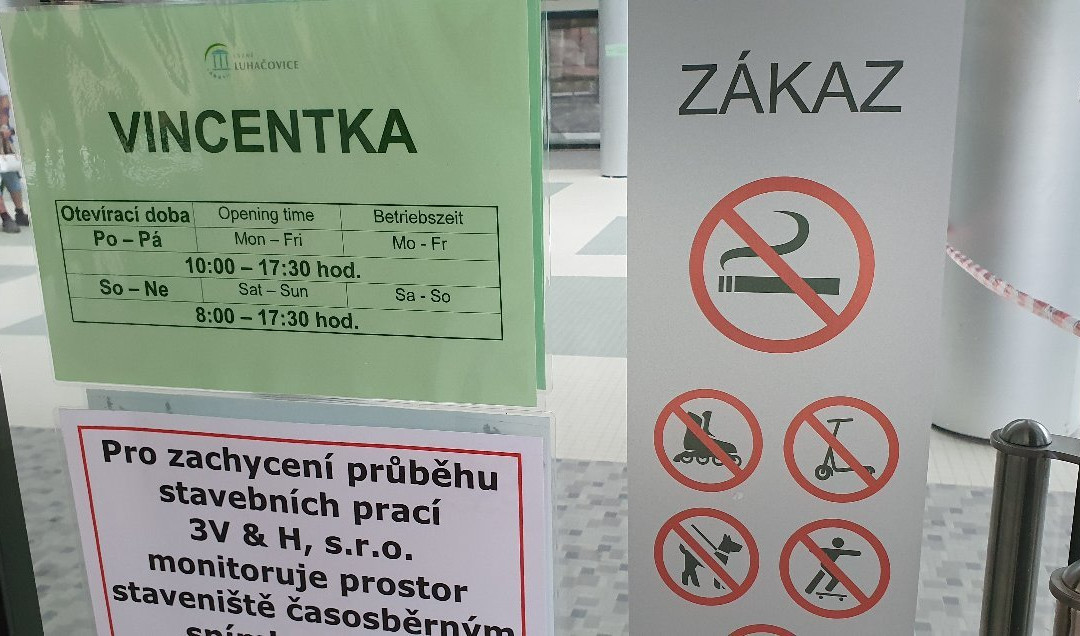 LUHAČOVICE
VINCENTKA
Otevírací doba Opening time Betriebszeit
Po – Pá Mon – Fri Mo - Fr
10:00 – 17:30 hod.
So – Ne Sat – Sun Sa - So
8:00 – 17:30 hod.
Pro zachycení průběhu
stavebních prací
3V & H, s.r.o.
monitoruje prostor
staveniště časosběrným
ZÁKAZ